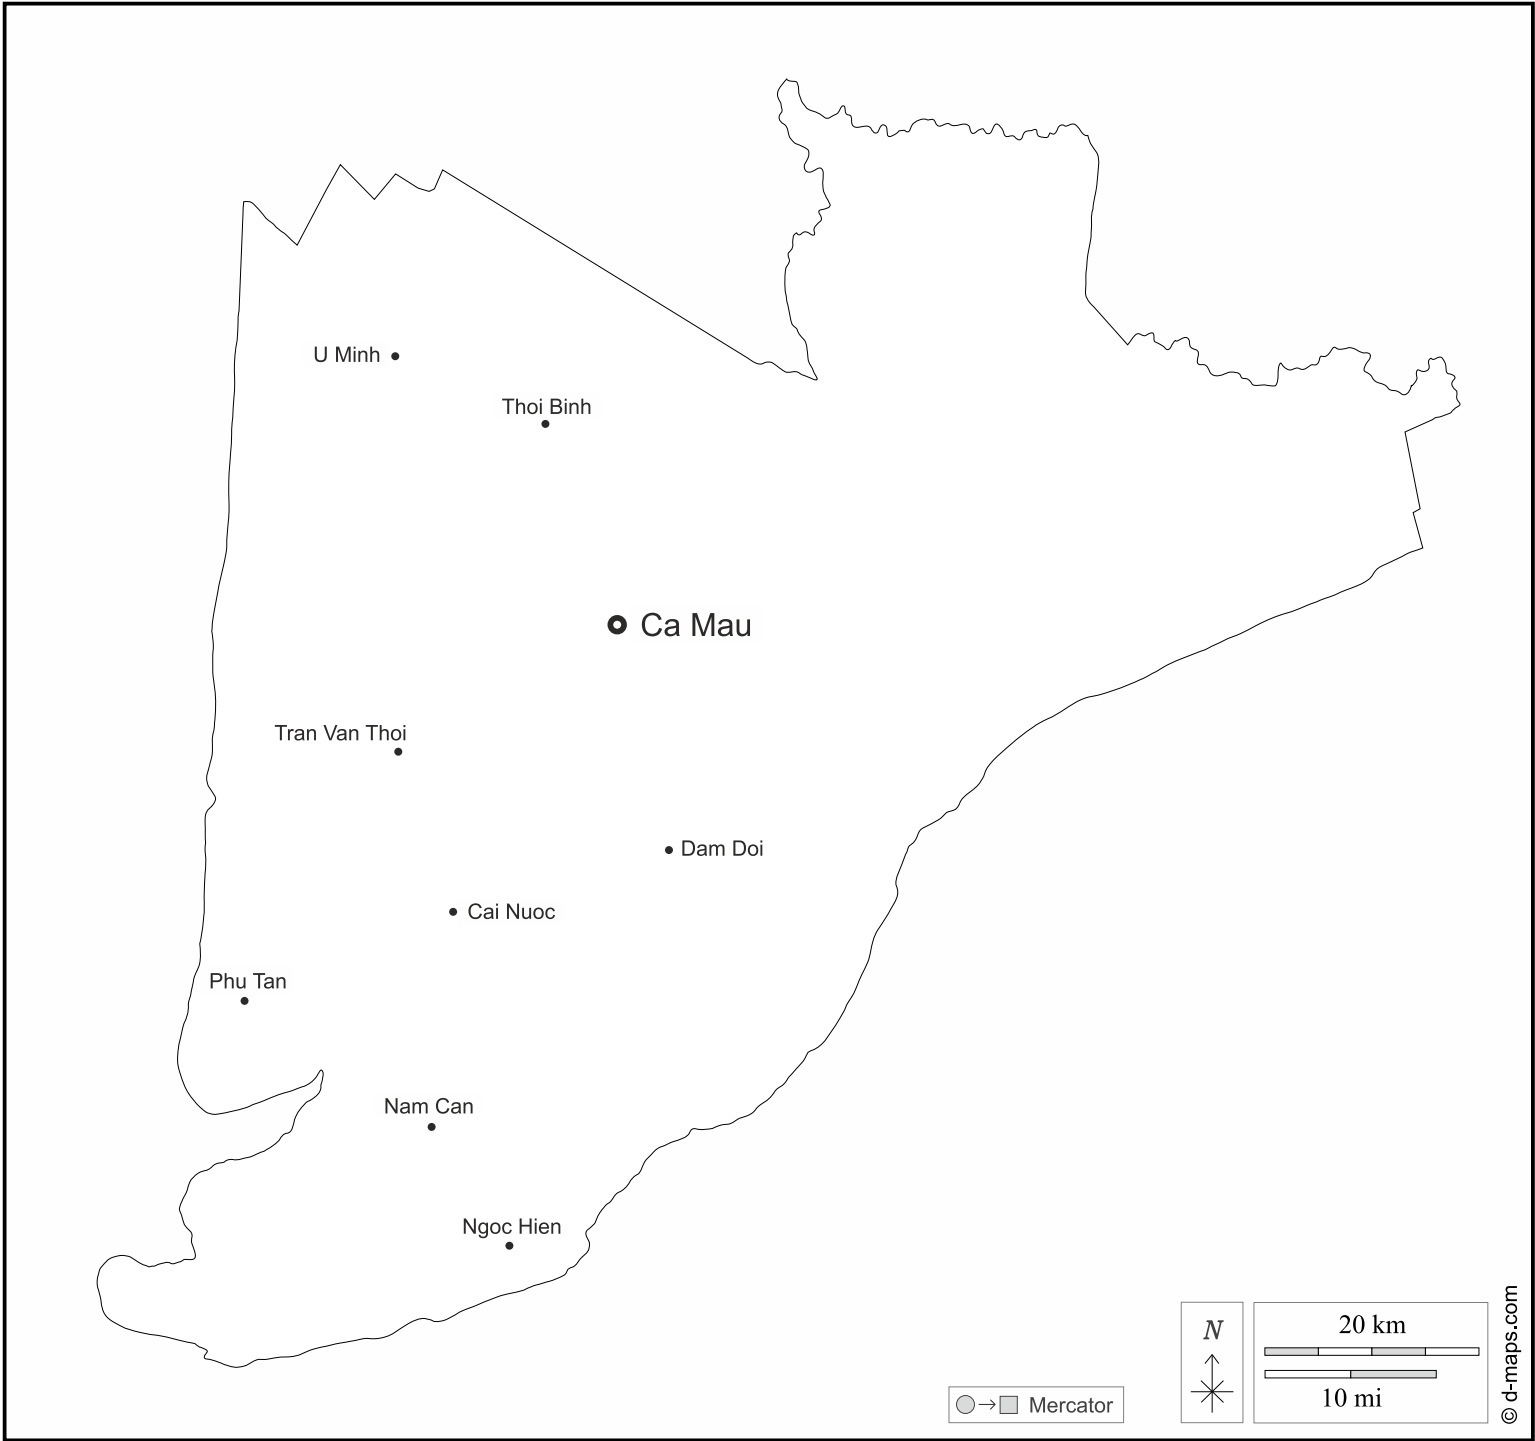 U Minh
Thoi Binh
Ca Mau
Tran Van Thoi
Dam Doi
Cai Nuoc
Phu Tan
Nam Can
Ngoc Hien
Mercator
N
20 km
10 mi
© d-maps.com